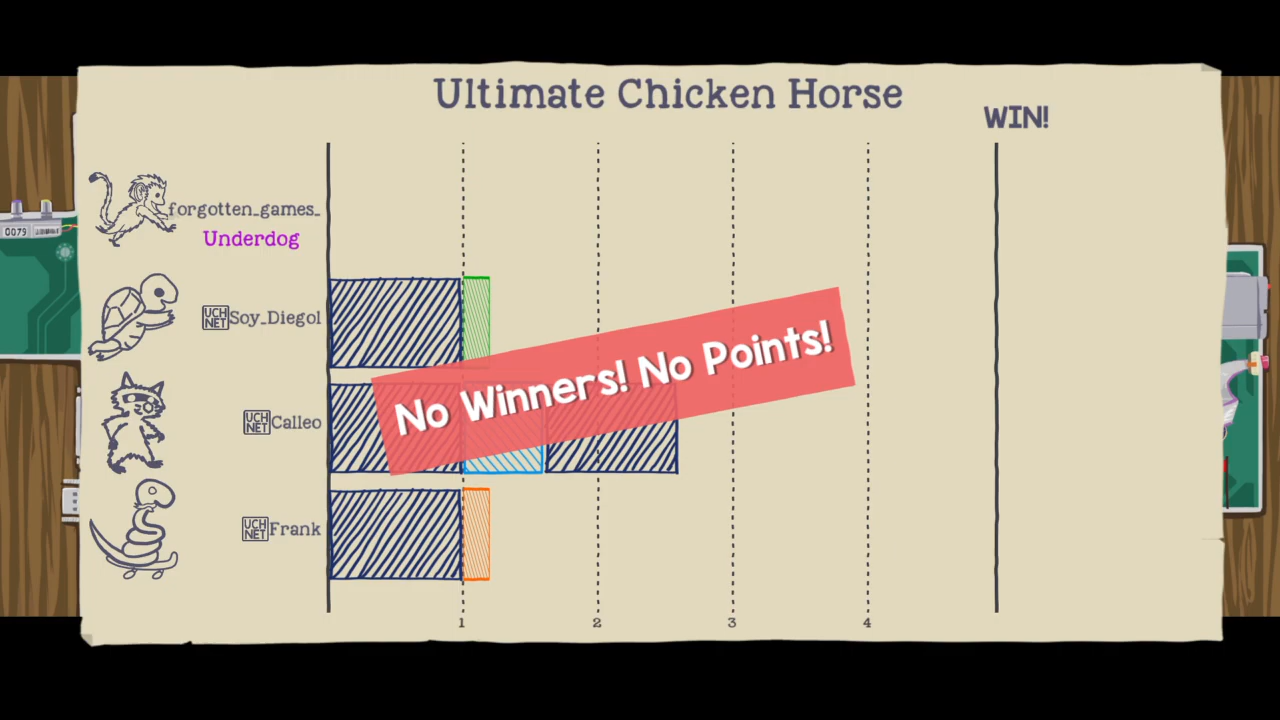 Ultimate Chicken Horse
WIN!
forgotten_games_
Underdog
0079
UCH NET Soy_Diegol
No Winners! No Points!
UCH NET Calleo
UCH NET Frank
1 2 3 4